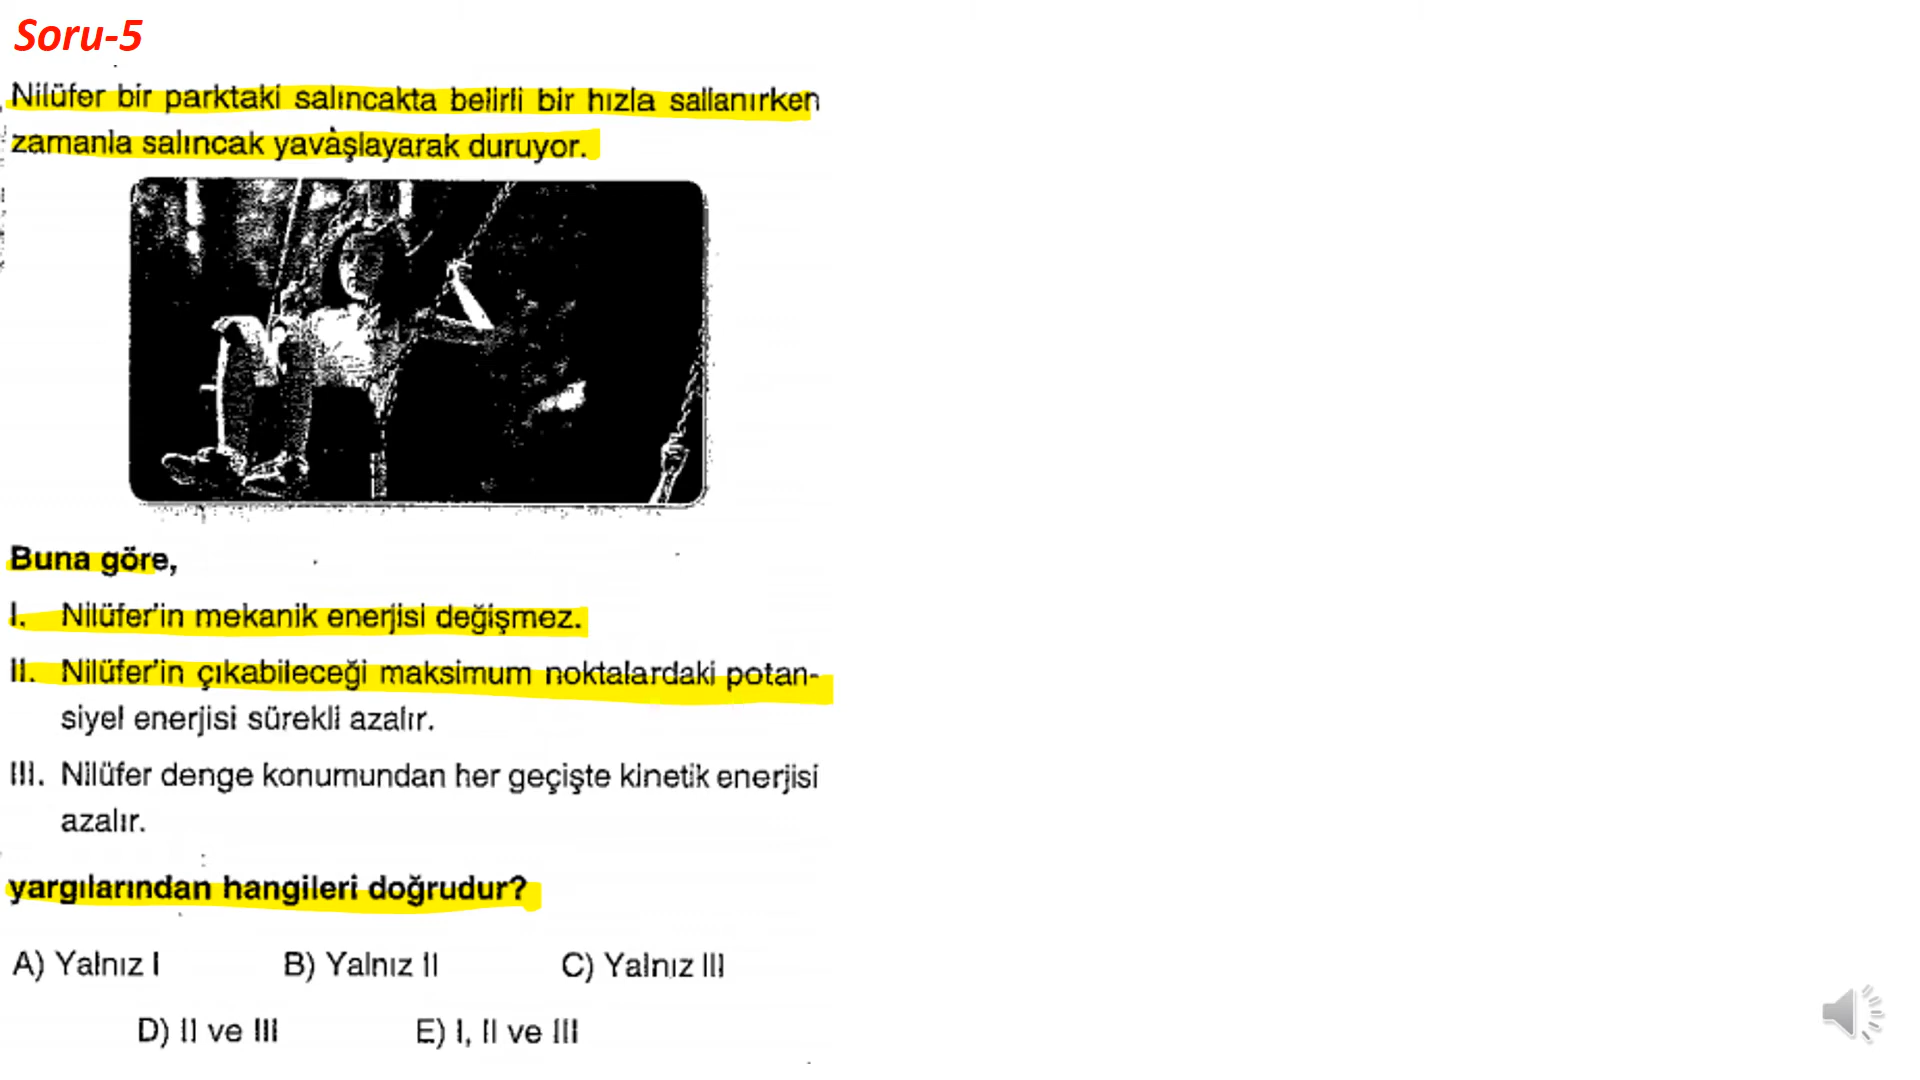 Soru-5
Nilüfer bir parktaki salıncakta belirli bir hızla sallanırken
zamanla salıncak yavaşlayarak duruyor.
Buna göre,
I. Nilüfer'in mekanik enerjisi değişmez.
II. Nilüfer'in çıkabileceği maksimum noktalardaki potan-
siyel enerjisi sürekli azalır.
III. Nilüfer denge konumundan her geçişte kinetik enerjisi
azalır.
yargılarından hangileri doğrudur?
A) Yalnız I B) Yalnız II C) Yalnız III
D) II ve III E) I, II ve III